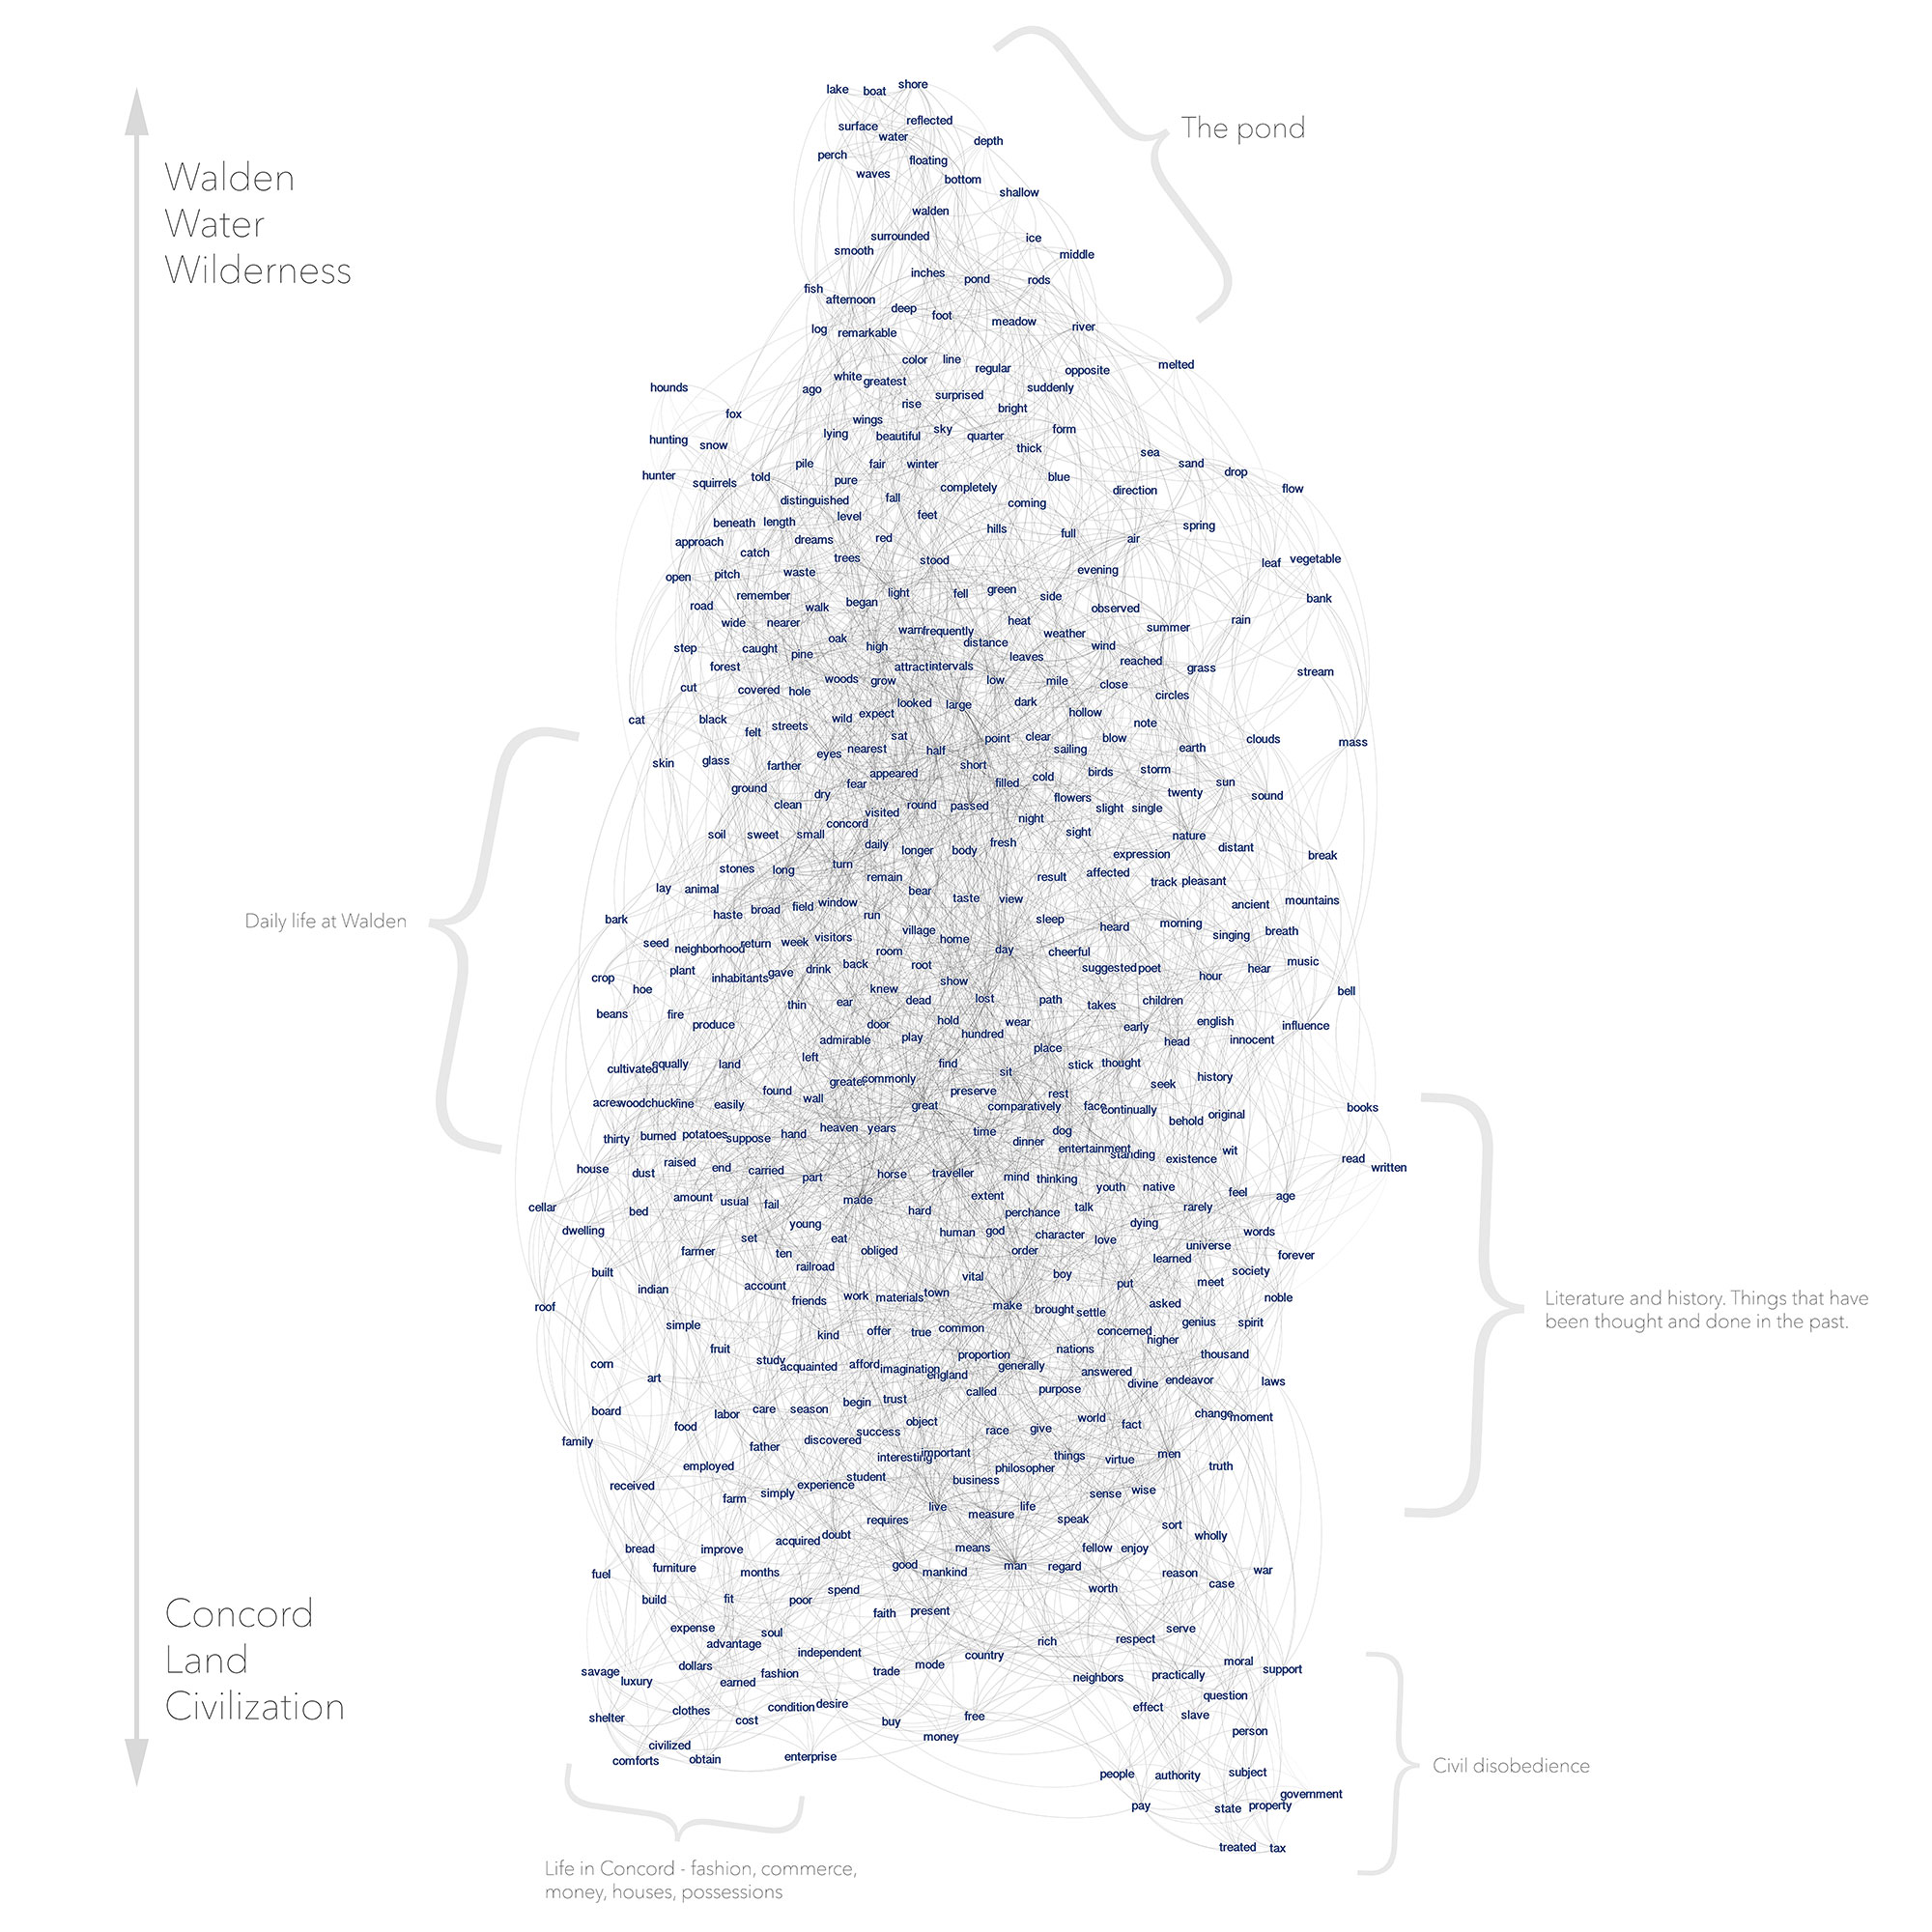 lake boat shore
surface reflected
water
depth
perch floating
waves bottom
shallow
The pond
Walden
Water
Wilderness
walden
surrounded ice
smooth middle
inches pond rods
fish
afternoon
deep foot
log remarkable meadow river
color line
regular opposite melted
hounds ago white greatest suddenly
surprised
fox rise bright
wings
hunting snow lying beautiful sky quarter form
thick sea
pile fair winter sand drop
hunter squirrels told pure blue
completely direction flow
distinguished fall coming
beneath length level feet
hills full spring
approach dreams red air
catch trees stood leaf vegetable
open pitch waste evening
remember light fell green side bank
road walk began observed
wide nearer heat rain
oak frequently weather summer
step caught high distance wind
pine leaves reached
forest intervals grass stream
woods grow low mile close
cut covered hole circles
looked large dark
cat black wild expect hollow note
felt streets sat point clear blow clouds mass
eyes nearest half sailing earth
skin glass farther short
appeared filled cold birds storm
ground fear sun
dry flowers twenty sound
clean visited round passed slight single
concord night
soil sweet small sight nature
daily longer body fresh distant
expression break
stones long turn remain result affected
lay animal bear track pleasant
taste view mountains
haste broad field window ancient
bark run sleep
village heard morning
Daily life at Walden
seed neighborhood return week visitors home singing breath
room day cheerful
plant inhabitants gave drink back root suggested poet hear music
crop hour
hoe knew show bell
thin ear dead lost path takes children
beans fire
produce door hold wear early english influence
admirable play hundred head innocent
left place
cultivated equally land find stick thought
sit
greater commonly seek history
found preserve rest
woodchuck easily wall great comparatively face continually books
behold original
thirty burned potatoes suppose hand heaven years time dog
dinner entertainment
standing wit
raised existence read
house dust end carried part horse traveller mind thinking written
youth native feel age
amount usual fail made extent
cellar bed hard perchance talk rarely
young dying
dwelling set eat human god character love words
farmer ten obliged order universe
learned forever
railroad society
built vital boy meet
indian account put
friends work materials town noble
roof make brought settle asked
simple genius spirit
kind offer true common concerned
higher
Literature and history. Things that have
been thought and done in the past.
fruit proportion nations thousand
corn study acquainted afford imagination generally
england answered
art divine endeavor laws
called purpose
board labor care season begin trust change moment
food object world fact
success race give
family father discovered
interesting important things virtue men
employed philosopher truth
student business
received experience
farm simply sense wise
live life
requires measure speak
sort
acquired doubt wholly
bread improve means fellow enjoy
furniture months good man regard war
fuel mankind reason
case
build fit poor spend worth
Concord
Land
Civilization
faith present
expense soul serve
advantage rich respect
independent country
dollars mode moral
savage luxury earned fashion trade neighbors practically support
question
clothes condition desire effect
shelter cost buy free slave
money person
civilized
comforts obtain enterprise
people authority subject
Civil disobedience
government
pay state property
treated tax
Life in Concord - fashion, commerce,
money, houses, possessions